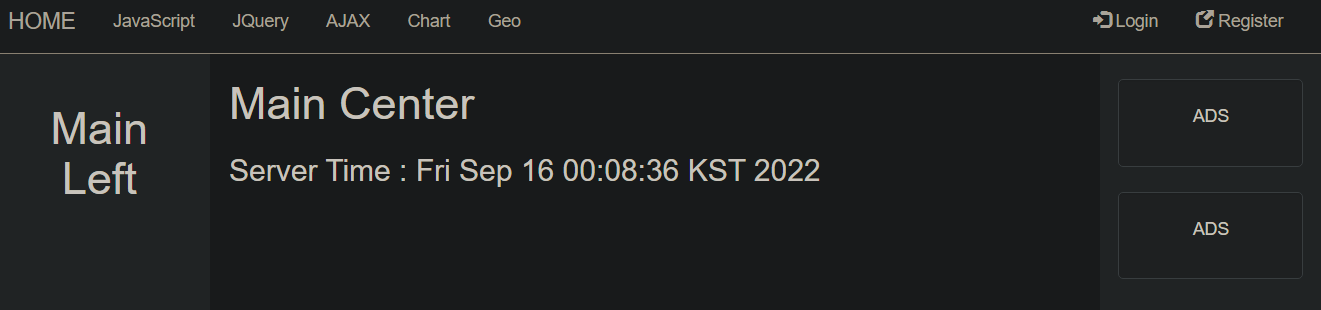 HOME JavaScript JQuery AJAX Chart Geo Login Register
Main Left
Main Center
Server Time : Fri Sep 16 00:08:36 KST 2022
ADS
ADS